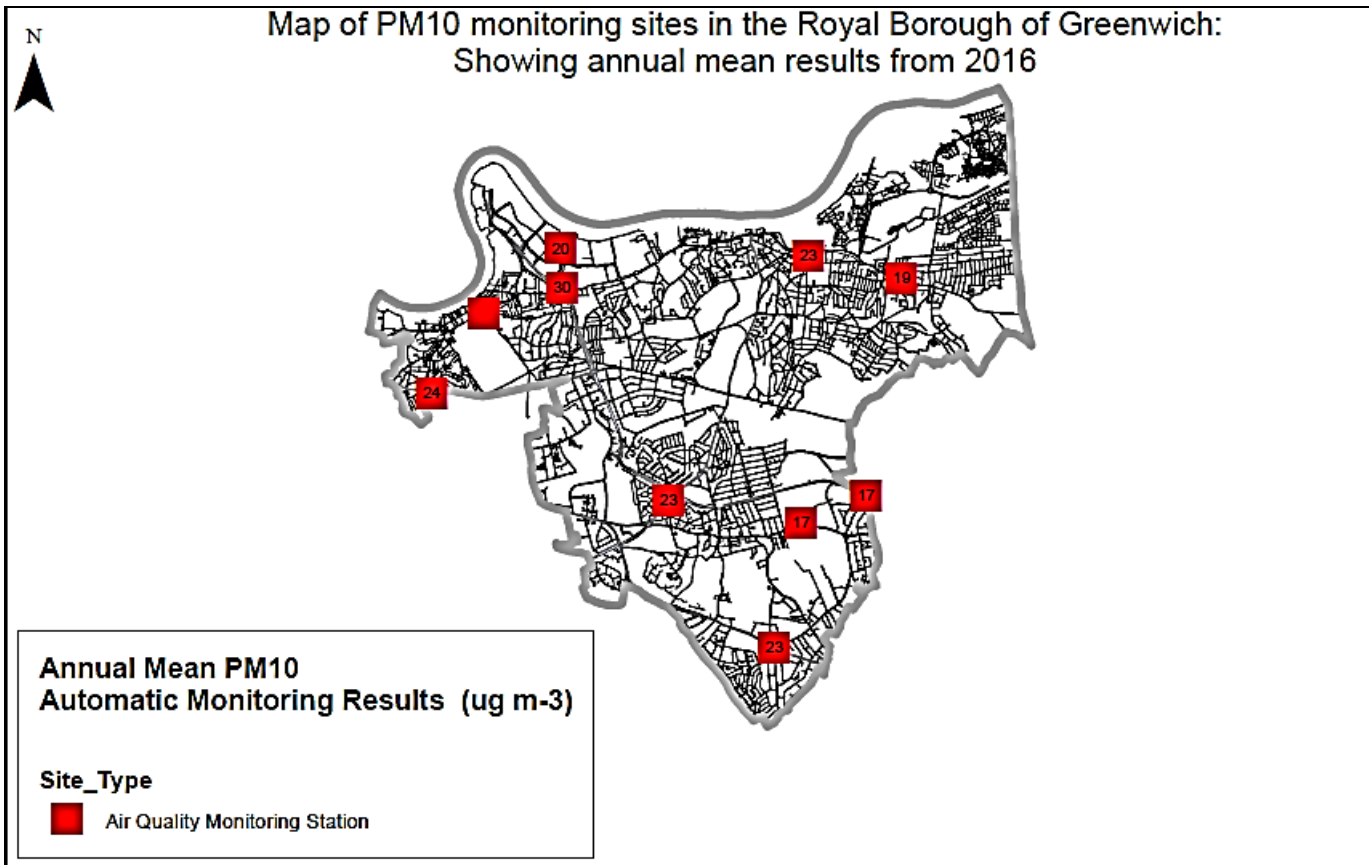 Map of PM10 monitoring sites in the Royal Borough of Greenwich:
Showing annual mean results from 2016
N
20
23
19
30
24
23
17
17
23
Annual Mean PM10
Automatic Monitoring Results (ug m-3)
Site_Type
Air Quality Monitoring Station